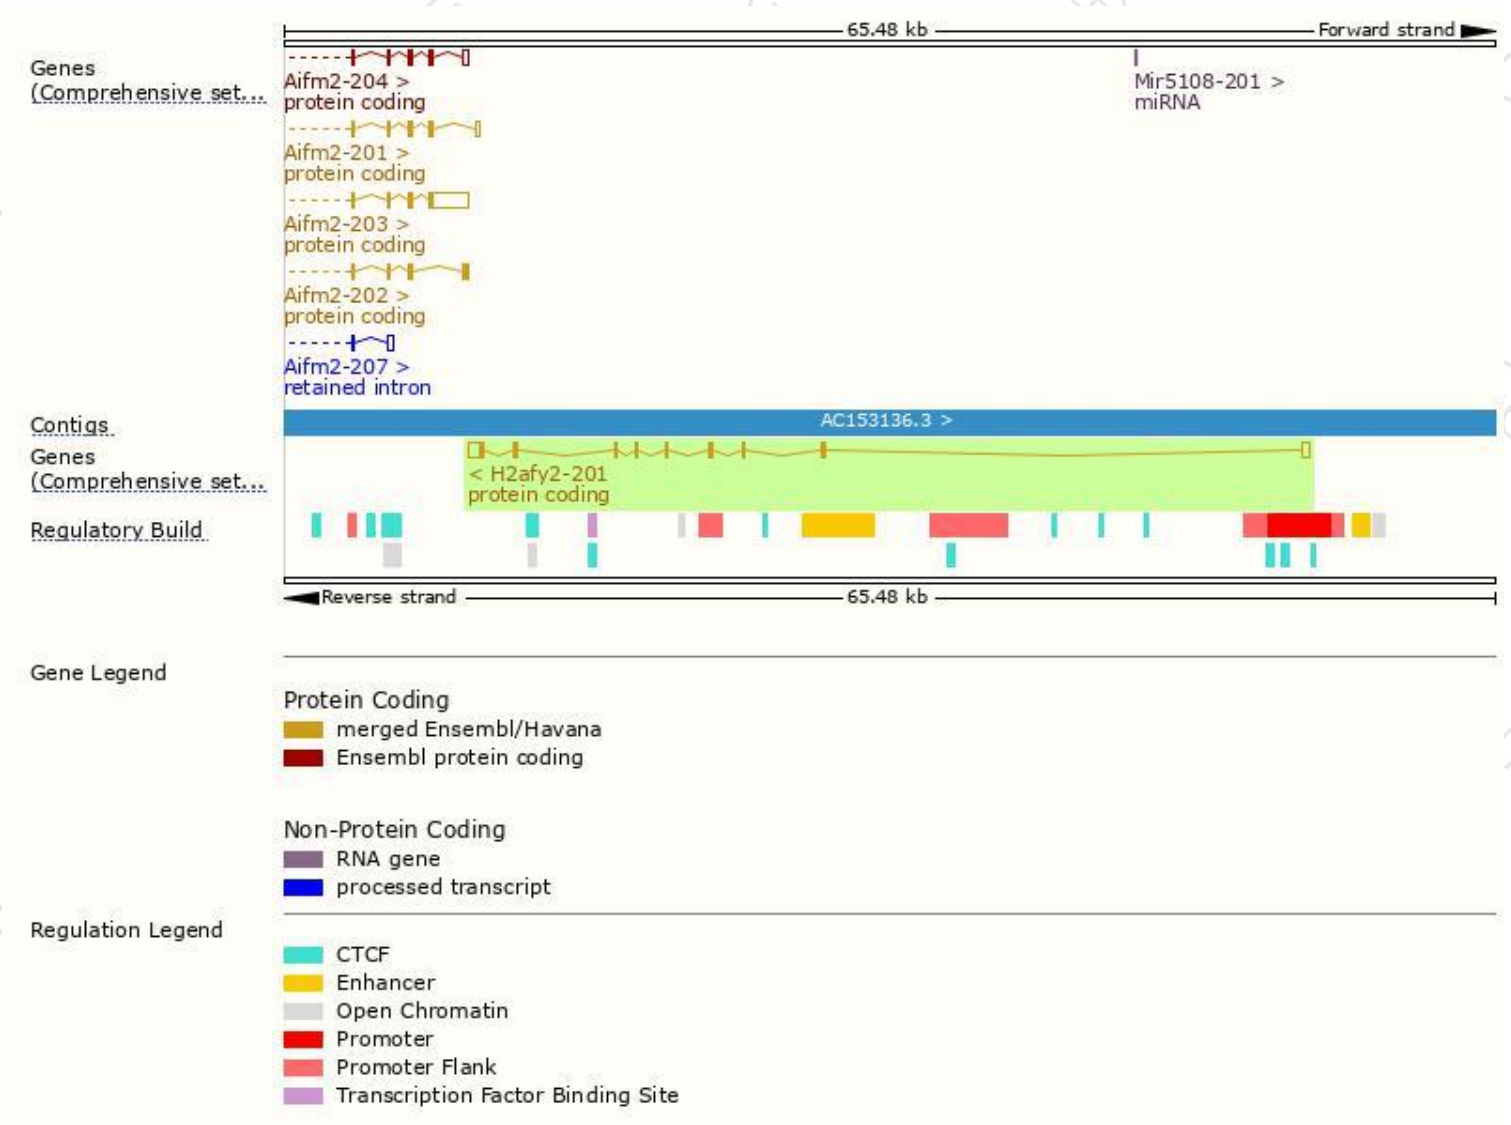 65.48 kb
Forward strand
Genes
(Comprehensive set...
Aifm2-204 >
protein coding
Mir5108-201 >
miRNA
Aifm2-201 >
protein coding
Aifm2-203 >
protein coding
Aifm2-202 >
protein coding
Aifm2-207 >
retained intron
Contigs
AC153136.3 >
Genes
(Comprehensive set...
< H2afy2-201
protein coding
Regulatory Build
Reverse strand
65.48 kb
Gene Legend
Protein Coding
merged Ensembl/Havana
Ensembl protein coding
Non-Protein Coding
RNA gene
processed transcript
Regulation Legend
CTCF
Enhancer
Open Chromatin
Promoter
Promoter Flank
Transcription Factor Binding Site